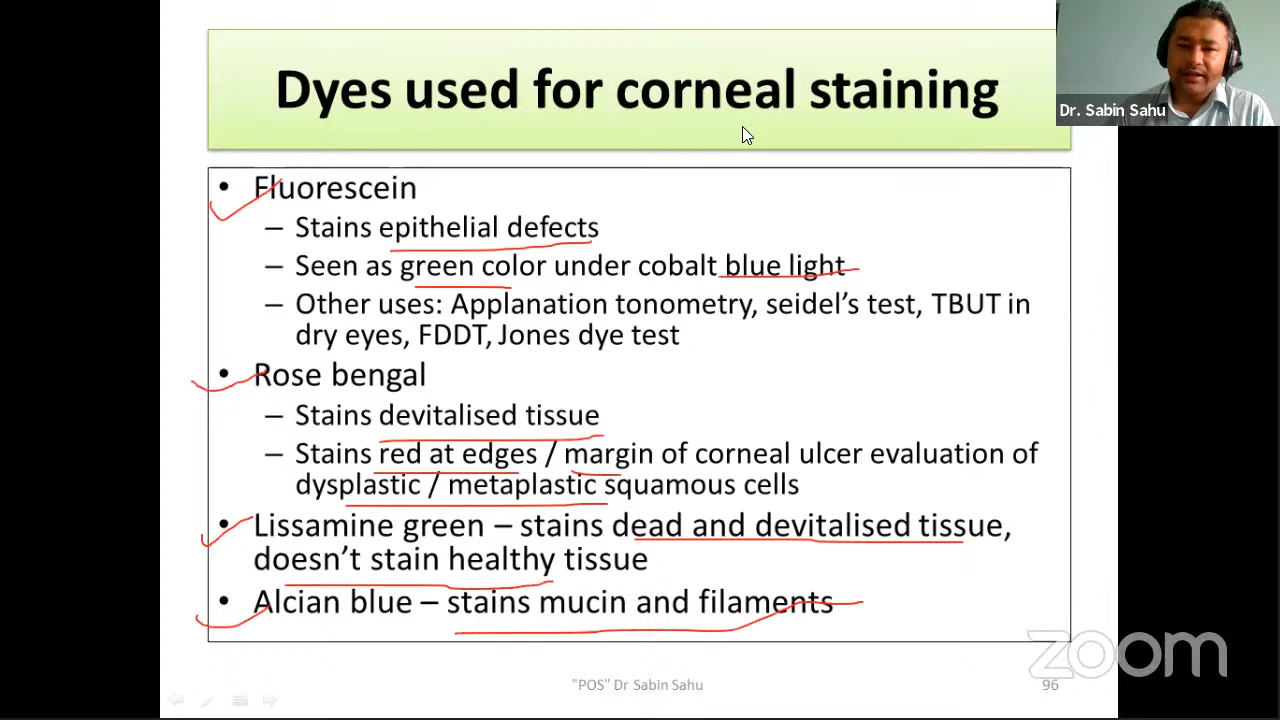 Dyes used for corneal staining
Dr. Sabin Sahu
• Fluorescein
– Stains epithelial defects
– Seen as green color under cobalt blue light
– Other uses: Applanation tonometry, seidel's test, TBUT in
dry eyes, FDDT, Jones dye test
• Rose bengal
– Stains devitalised tissue
– Stains red at edges / margin of corneal ulcer evaluation of
dysplastic / metaplastic squamous cells
• Lissamine green – stains dead and devitalised tissue,
doesn't stain healthy tissue
• Alcian blue – stains mucin and filaments
zoom
"POS" Dr Sabin Sahu
96